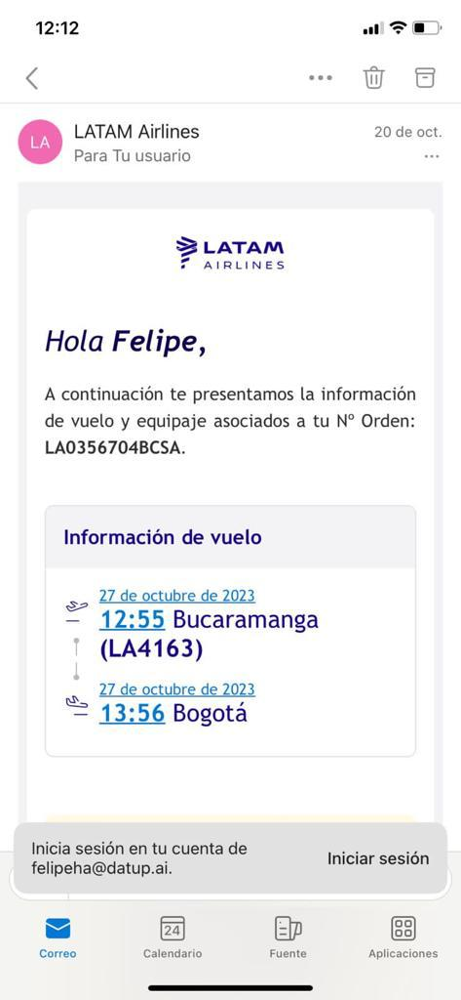 12:12
LA
LATAM Airlines
20 de oct.
Para Tu usuario
LATAM
AIRLINES
Hola Felipe,
A continuación te presentamos la información
de vuelo y equipaje asociados a tu Nº Orden:
LA0356704BCSA.
Información de vuelo
27 de octubre de 2023
12:55 Bucaramanga
(LA4163)
27 de octubre de 2023
13:56 Bogotá
Inicia sesión en tu cuenta de
felipeha@datup.ai.
Iniciar sesión
24
Correo
Calendario
Fuente
Aplicaciones